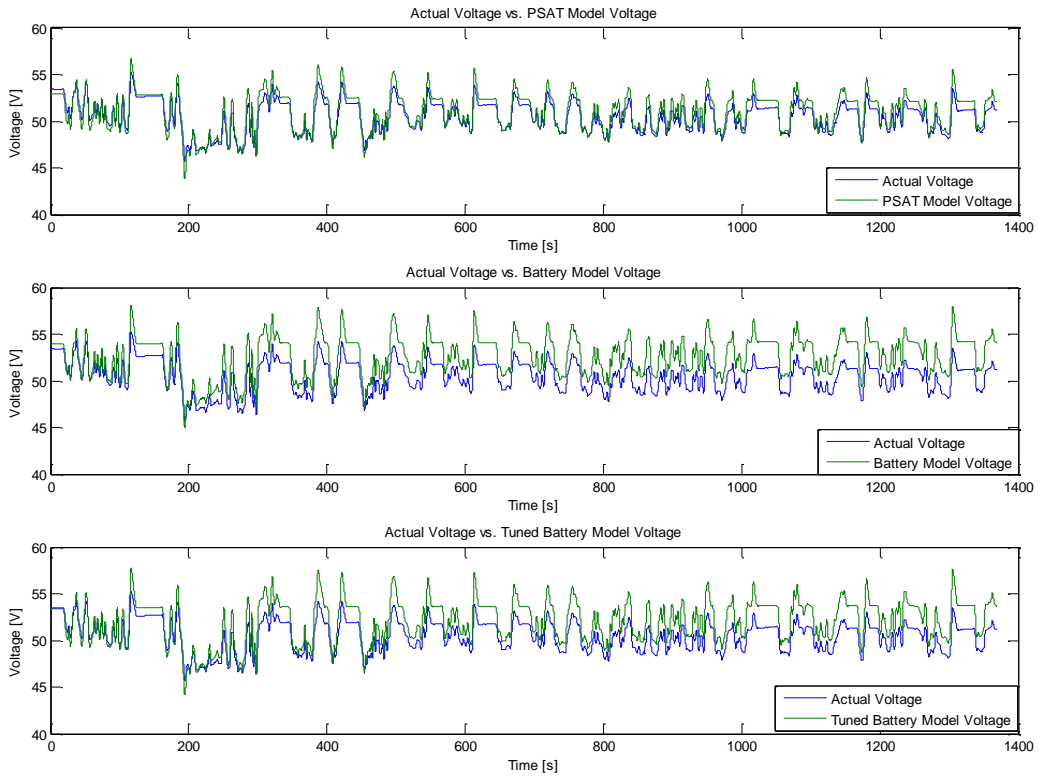 Actual Voltage vs. PSAT Model Voltage
60
55
50
45
40
Voltage [V]
0 200 400 600 800 1000 1200 1400
Time [s]
Actual Voltage
PSAT Model Voltage
Actual Voltage vs. Battery Model Voltage
60
55
50
45
40
Voltage [V]
0 200 400 600 800 1000 1200 1400
Time [s]
Actual Voltage
Battery Model Voltage
Actual Voltage vs. Tuned Battery Model Voltage
60
55
50
45
40
Voltage [V]
0 200 400 600 800 1000 1200 1400
Time [s]
Actual Voltage
Tuned Battery Model Voltage